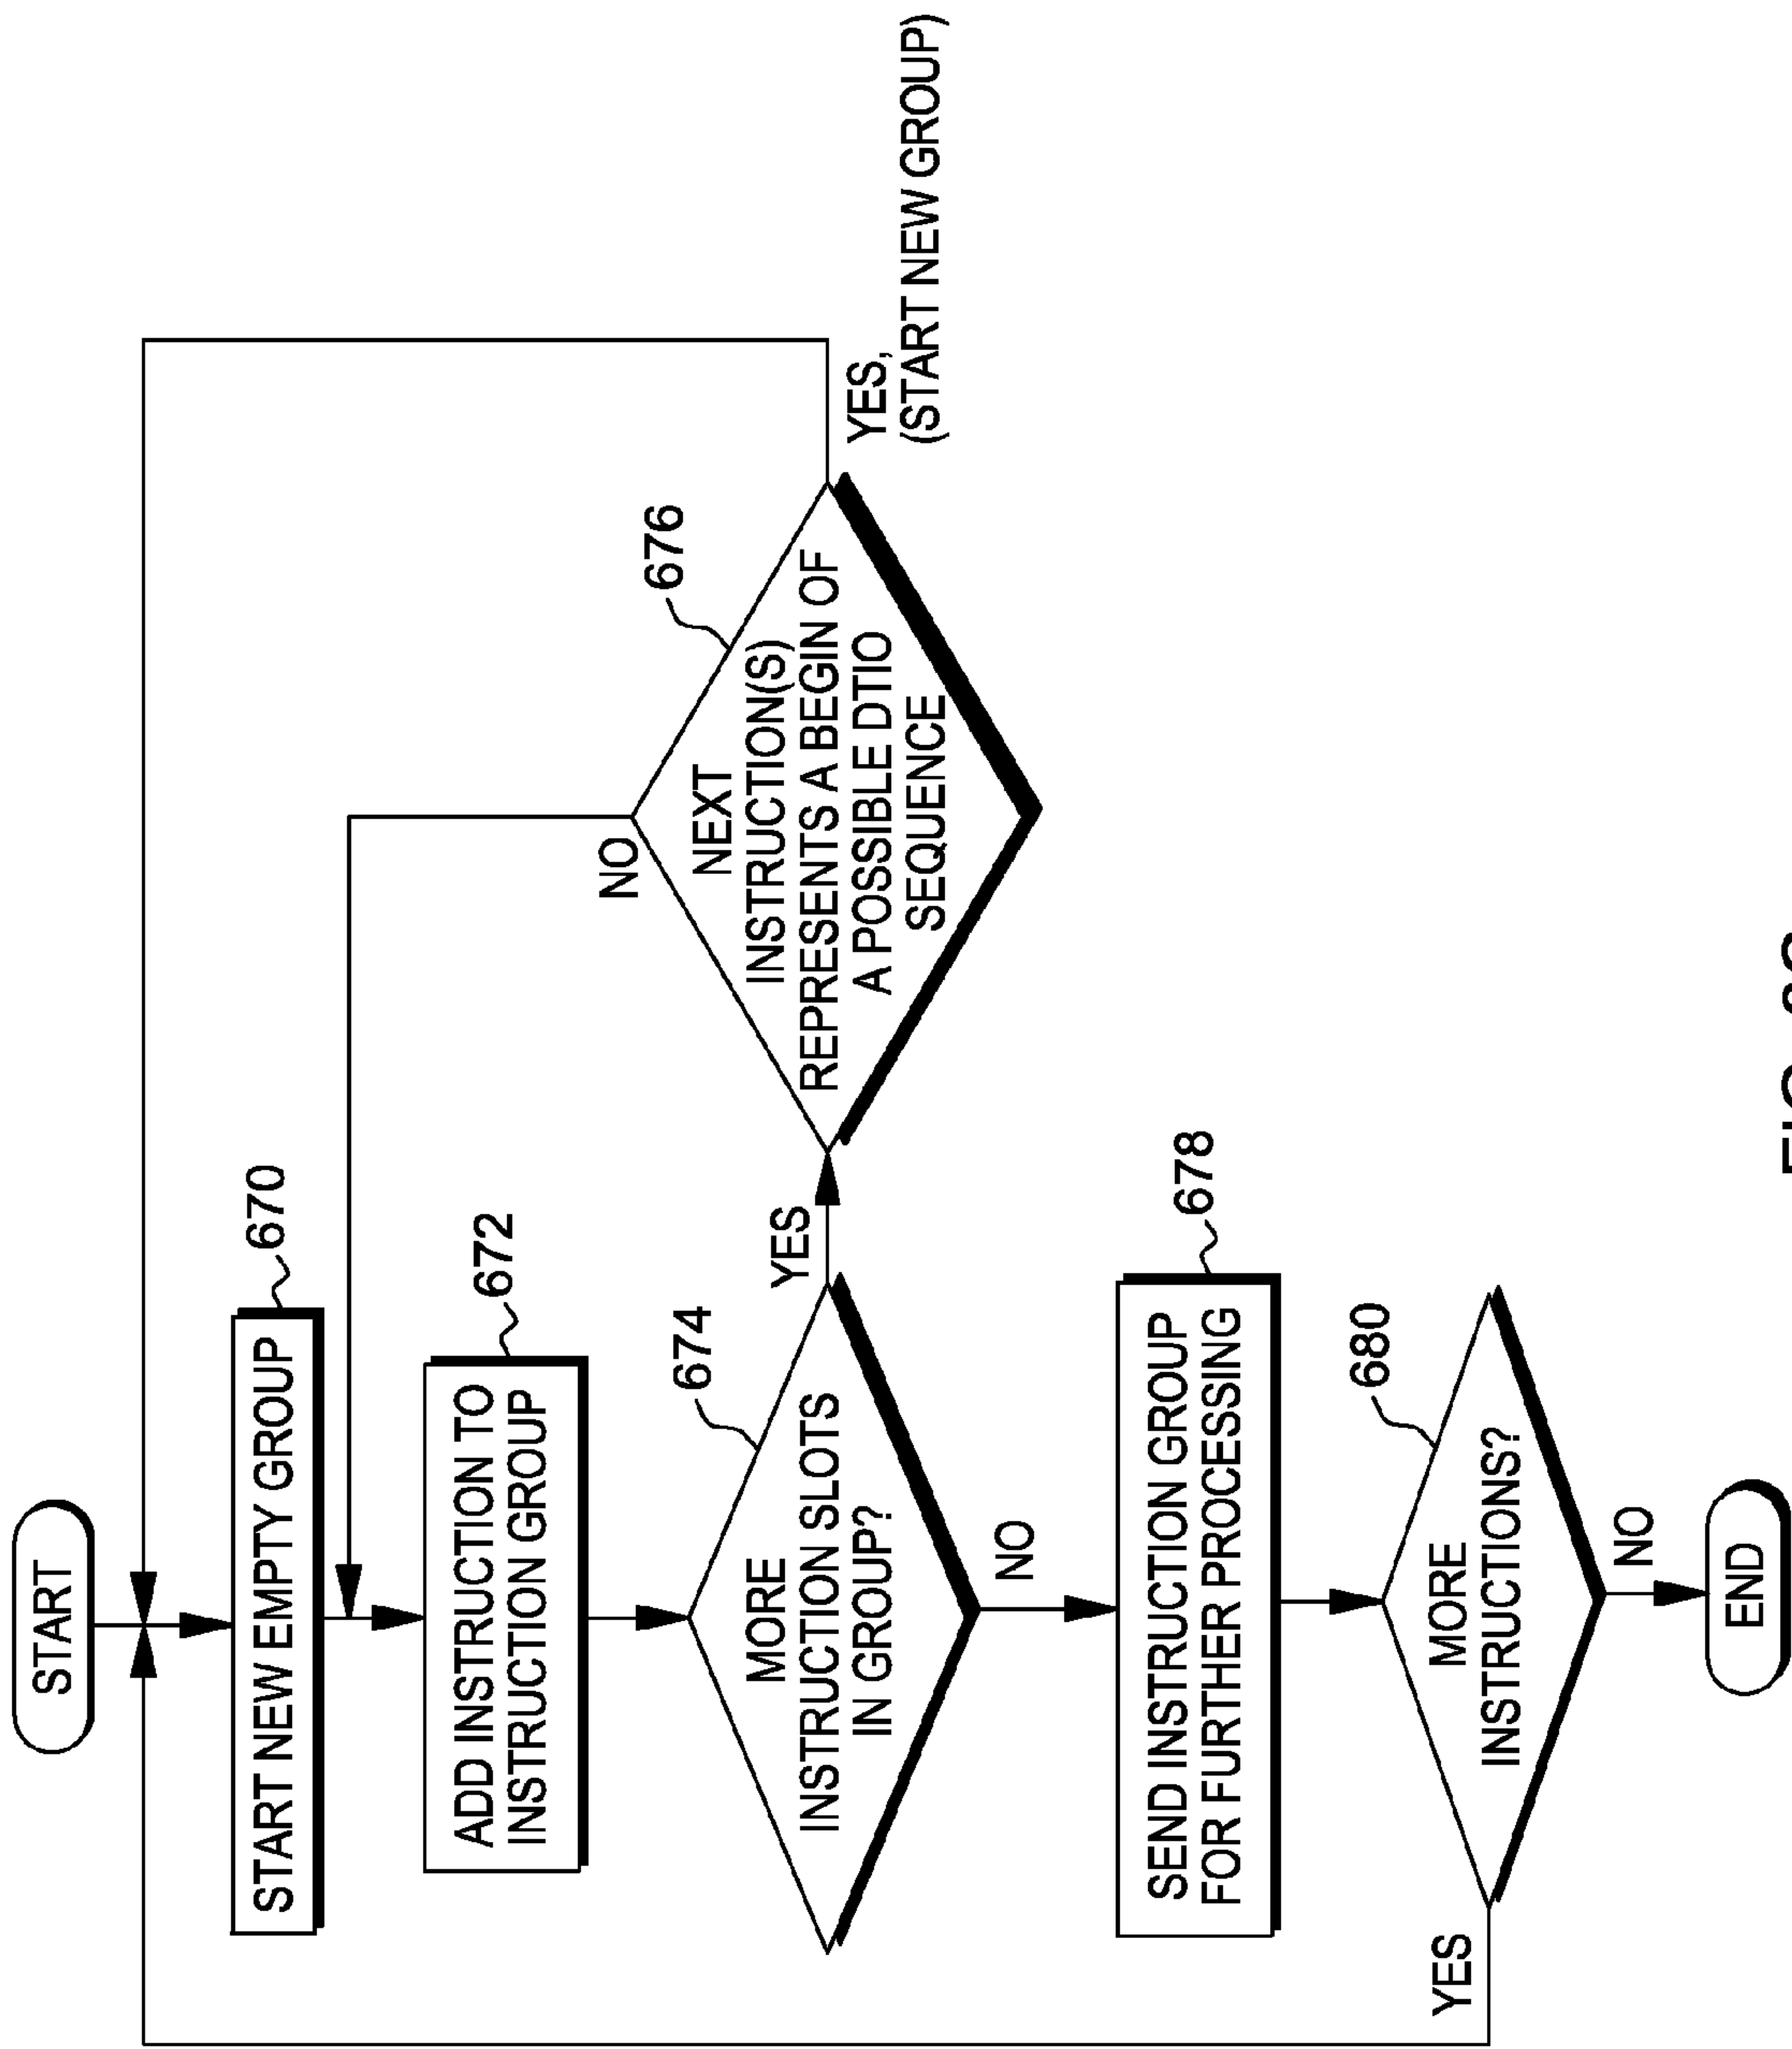 START
START NEW EMPTY GROUP
670
ADD INSTRUCTION TO
INSTRUCTION GROUP
672
MORE
INSTRUCTION SLOTS
IN GROUP?
674
YES
NO
NEXT
INSTRUCTION(S)
REPRESENTS A BEGIN OF
A POSSIBLE DTIO
SEQUENCE
676
NO
YES,
(START NEW GROUP)
SEND INSTRUCTION GROUP
FOR FURTHER PROCESSING
678
MORE
INSTRUCTIONS?
680
YES
NO
END